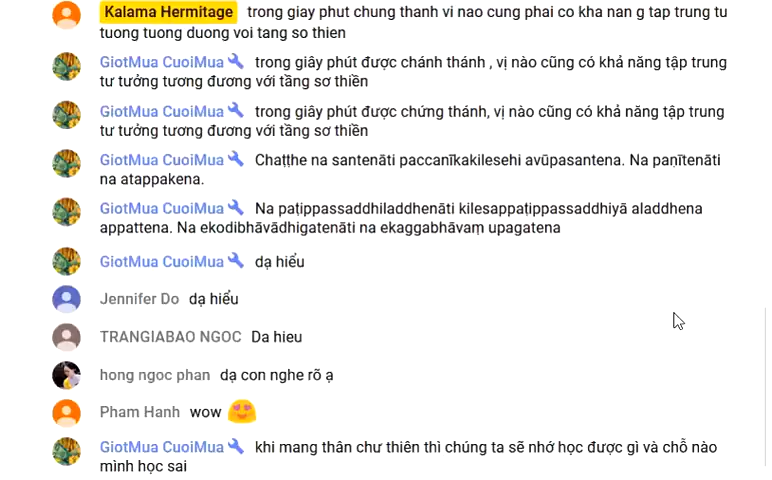 Kalama Hermitage trong giay phut chung thanh vi nao cung phai co kha nan g tap trung tu
tuong tuong duong voi tang so thien
GiotMua CuoiMua trong giây phút được chánh thánh , vị nào cũng có khả năng tập trung
tư tưởng tương đương với tầng sơ thiền
GiotMua CuoiMua trong giây phút được chứng thánh, vị nào cũng có khả năng tập trung
tư tưởng tương đương với tầng sơ thiền
GiotMua CuoiMua Chaṭṭhe na santenāti paccanīkakilesehi avūpasantena. Na paṇītenāti
na atappakena.
GiotMua CuoiMua Na paṭippassaddhiladdhenāti kilesappaṭippassaddhiyā aladdhena
appattena. Na ekodibhāvādhigatenāti na ekaggabhāvaṃ upagatena
GiotMua CuoiMua dạ hiểu
Jennifer Do dạ hiểu
TRANGIABAO NGOC Da hieu
hong ngoc phan dạ con nghe rõ ạ
Pham Hanh wow
GiotMua CuoiMua khi mang thân chư thiên thì chúng ta sẽ nhớ học được gì và chỗ nào
mình học sai